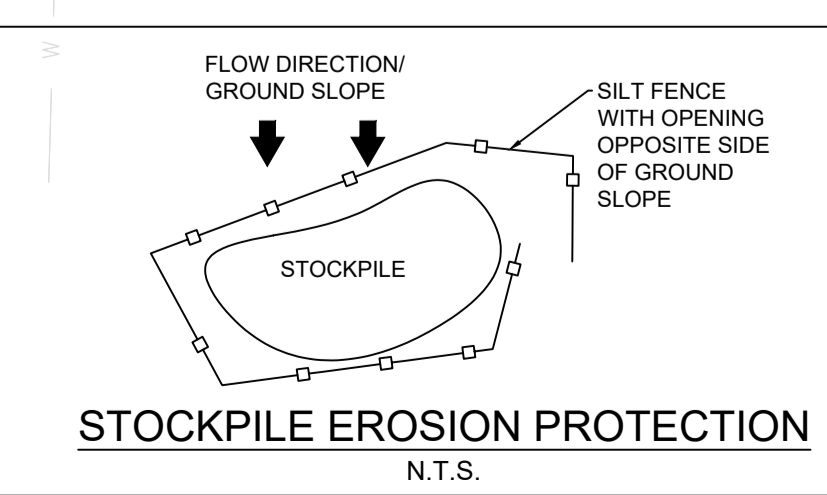 FLOW DIRECTION/
GROUND SLOPE
SILT FENCE
WITH OPENING
OPPOSITE SIDE
OF GROUND
SLOPE
STOCKPILE
STOCKPILE EROSION PROTECTION
N.T.S.
W